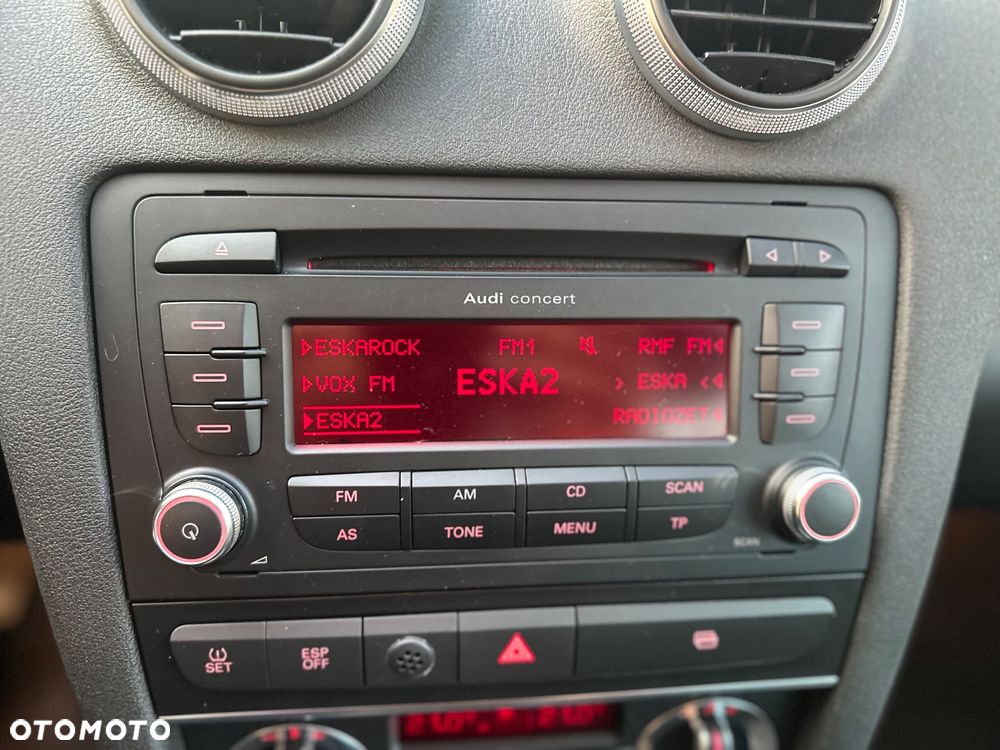 Audi concert
ESKAROCK FM1 RMF FM
VOX FM ESKA2 > ESKA <
ESKA2 RADIOZET
FM AM CD SCAN
AS TONE MENU TP
SCAN
SET ESP OFF
OTOMOTO